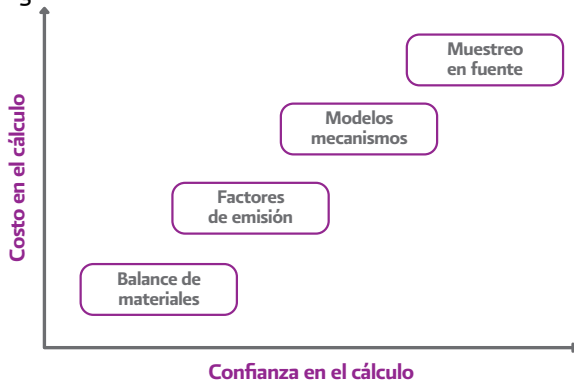 Costo en el cálculo
Muestreo
en fuente
Modelos
mecanismos
Factores
de emisión
Balance de
materiales
Confianza en el cálculo